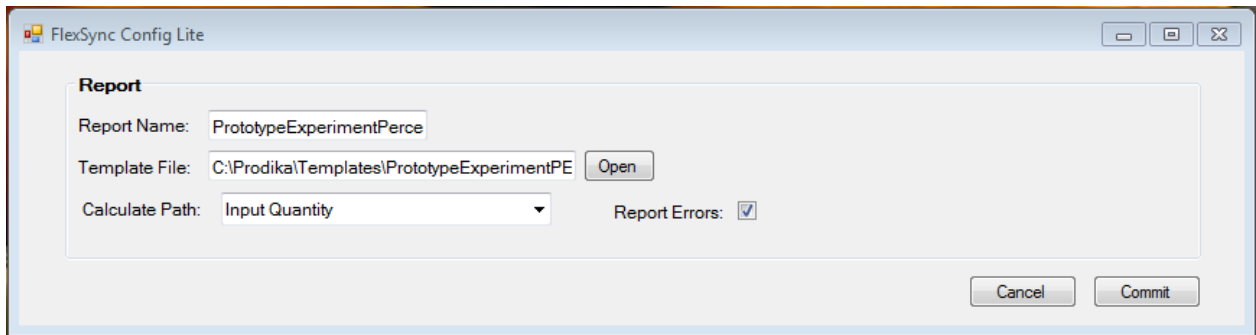 FlexSync Config Lite
Report
Report Name: PrototypeExperimentPerce
Template File: C:\Prodika\Templates\PrototypeExperimentPE Open
Calculate Path: Input Quantity Report Errors:
Cancel Commit